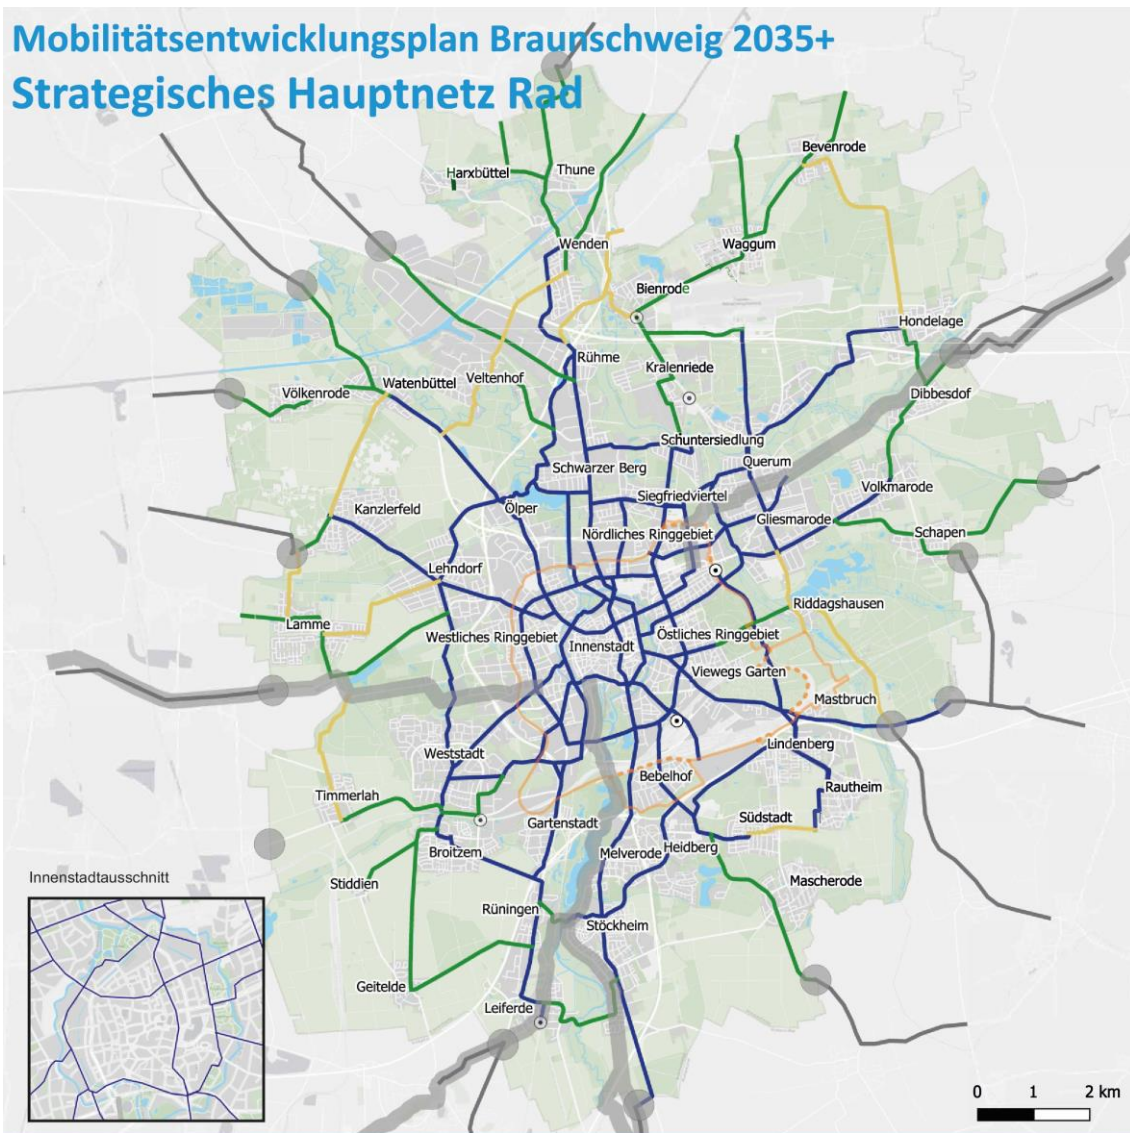 Mobilitätsentwicklungsplan Braunschweig 2035+
Strategisches Hauptnetz Rad
Bevenrode
Harxbüttel
Thune
Wenden
Waggum
Bienrode
Hondelage
Rühme
Kralenriede
Watenbüttel
Veltenhof
Völkenrode
Dibbesdorf
Schuntersiedlung
Schwarzer Berg
Querum
Volkmarode
Siegfriedviertel
Kanzlerfeld
Ölper
Gliesmarode
Nördliches Ringgebiet
Schapen
Lehndorf
Riddagshausen
Lamme
Westliches Ringgebiet
Östliches Ringgebiet
Innenstadt
Viewegs Garten
Mastbruch
Weststadt
Lindenberg
Bebelhof
Rautheim
Timmerlah
Gartenstadt
Südstadt
Broitzem
Melverode
Heidberg
Innenstadtausschnitt
Stiddien
Mascherode
Rüningen
Stöckheim
Geitelde
Leiferde
0 1 2 km